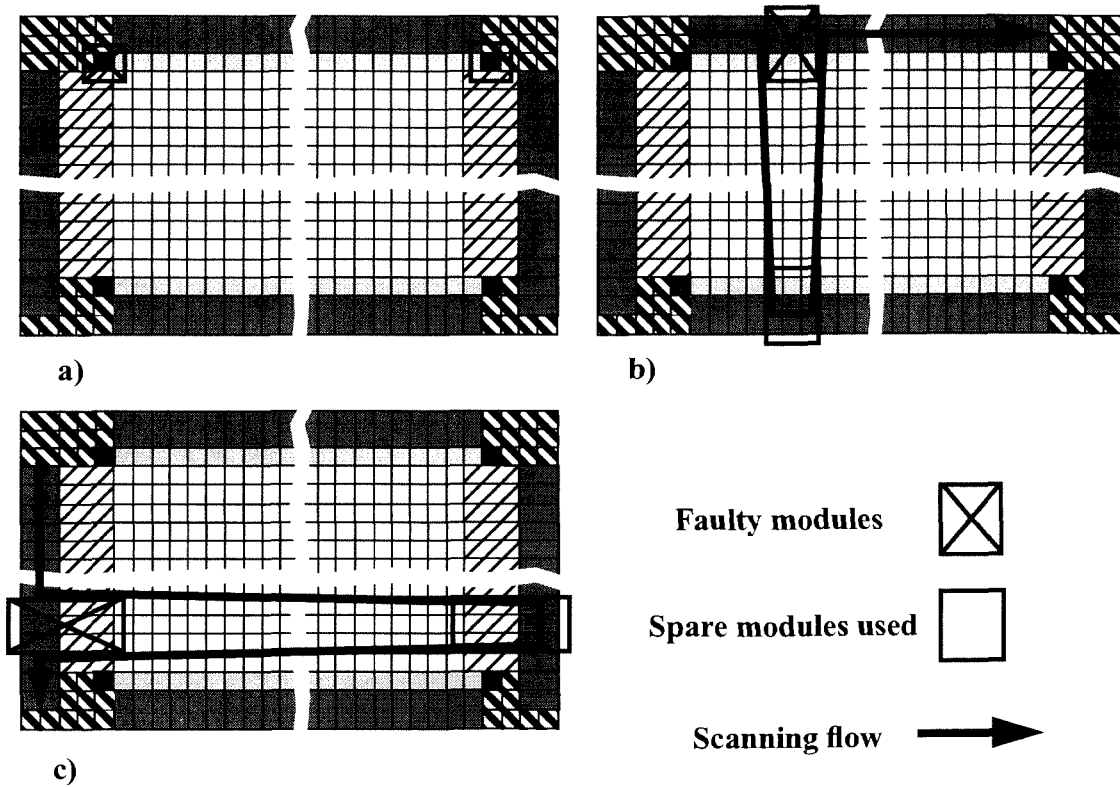 a)
b)
c)
Faulty modules
Spare modules used
Scanning flow